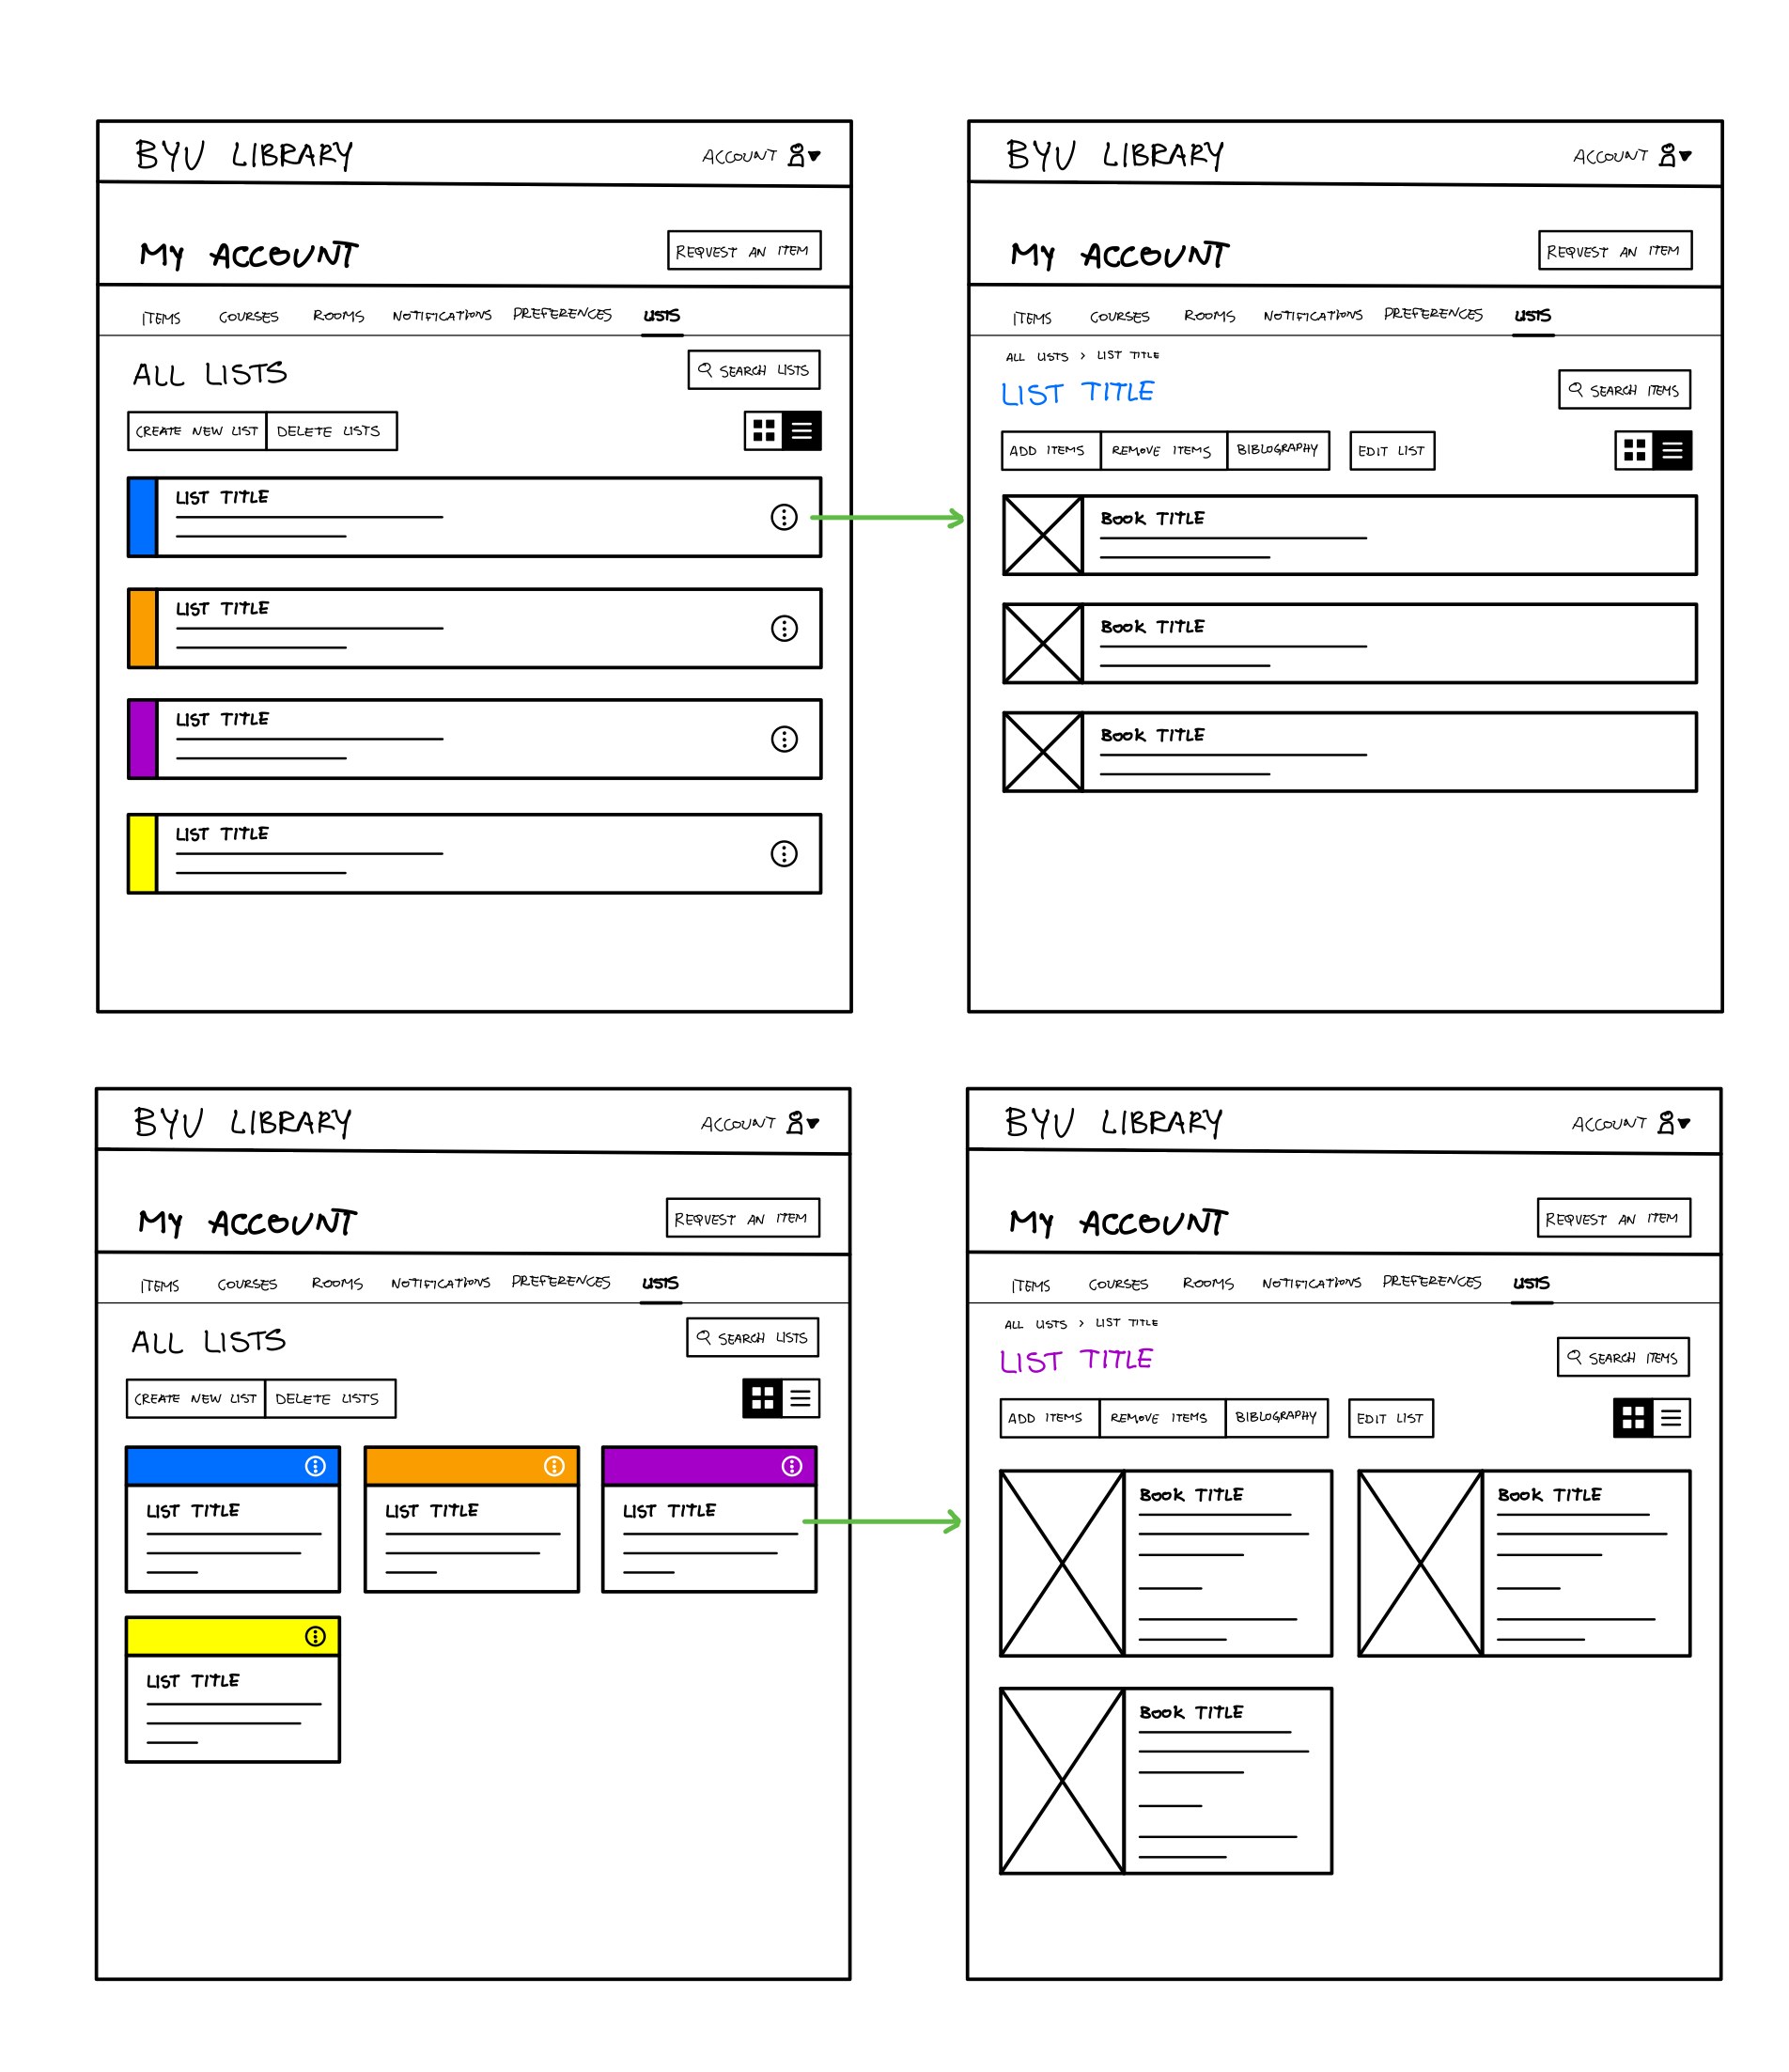 BYU LIBRARY ACCOUNT
MY ACCOUNT REQUEST AN ITEM
ITEMS COURSES ROOMS NOTIFICATIONS PREFERENCES LISTS
ALL LISTS SEARCH LISTS
CREATE NEW LIST DELETE LISTS
LIST TITLE
LIST TITLE
LIST TITLE
LIST TITLE
BYU LIBRARY ACCOUNT
MY ACCOUNT REQUEST AN ITEM
ITEMS COURSES ROOMS NOTIFICATIONS PREFERENCES LISTS
ALL LISTS > LIST TITLE
LIST TITLE SEARCH ITEMS
ADD ITEMS REMOVE ITEMS BIBLOGRAPHY EDIT LIST
BOOK TITLE
BOOK TITLE
BOOK TITLE
BYU LIBRARY ACCOUNT
MY ACCOUNT REQUEST AN ITEM
ITEMS COURSES ROOMS NOTIFICATIONS PREFERENCES LISTS
ALL LISTS SEARCH LISTS
CREATE NEW LIST DELETE LISTS
LIST TITLE LIST TITLE LIST TITLE
LIST TITLE
BYU LIBRARY ACCOUNT
MY ACCOUNT REQUEST AN ITEM
ITEMS COURSES ROOMS NOTIFICATIONS PREFERENCES LISTS
ALL LISTS > LIST TITLE
LIST TITLE SEARCH ITEMS
ADD ITEMS REMOVE ITEMS BIBLOGRAPHY EDIT LIST
BOOK TITLE BOOK TITLE
BOOK TITLE